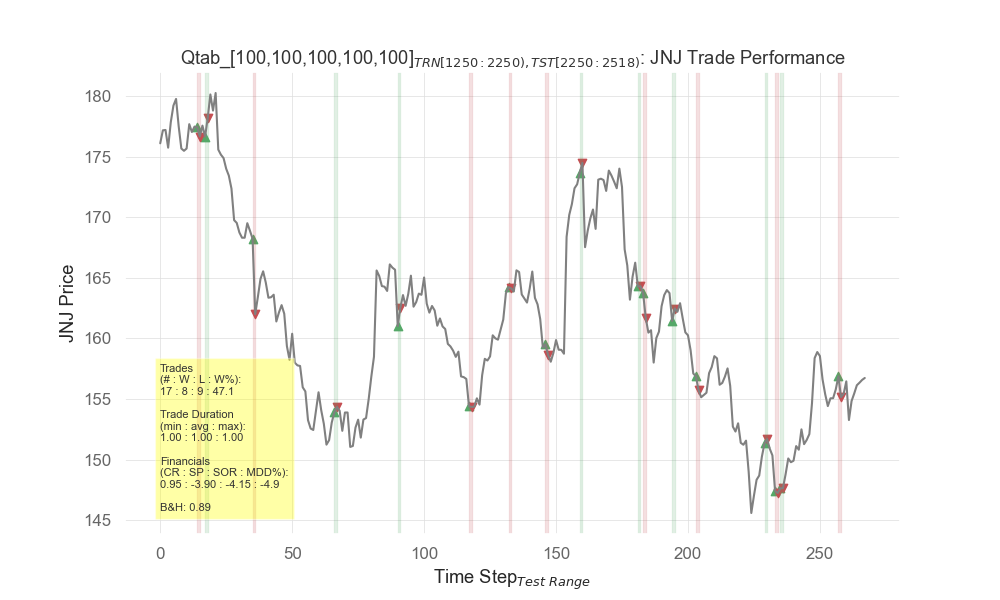 Qtab_[100,100,100,100,100]TRN[1250:2250),TST[2250:2518): JNJ Trade Performance
180
175
170
165
160
155
150
145
JNJ Price
Trades
(# : W : L : W%):
17 : 8 : 9 : 47.1
Trade Duration
(min : avg : max):
1.00 : 1.00 : 1.00
Financials
(CR : SP : SOR : MDD%):
0.95 : -3.90 : -4.15 : -4.9
B&H: 0.89
0 50 100 150 200 250
Time StepTest Range